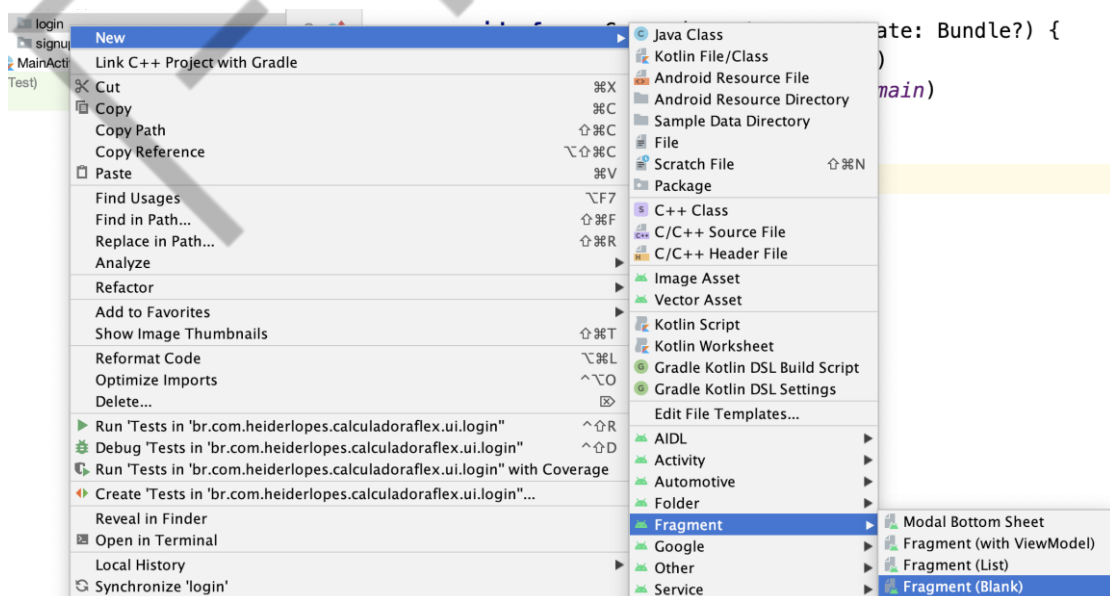 login
signu
MainActi
Test)
ate: Bundle?) {
)
main)
New
Link C++ Project with Gradle
Cut ⌘X
Copy ⌘C
Copy Path ⇧⌘C
Copy Reference ⌥⇧⌘C
Paste ⌘V
Find Usages ⌥F7
Find in Path... ⇧⌘F
Replace in Path... ⇧⌘R
Analyze
Refactor
Add to Favorites
Show Image Thumbnails ⇧⌘T
Reformat Code ⌥⌘L
Optimize Imports ^⌥O
Delete... ⌦
Run 'Tests in 'br.com.heiderlopes.calculadoraflex.ui.login'' ^⇧R
Debug 'Tests in 'br.com.heiderlopes.calculadoraflex.ui.login'' ^⇧D
Run 'Tests in 'br.com.heiderlopes.calculadoraflex.ui.login'' with Coverage
Create 'Tests in 'br.com.heiderlopes.calculadoraflex.ui.login''...
Reveal in Finder
Open in Terminal
Local History
Synchronize 'login'
Java Class
Kotlin File/Class
Android Resource File
Android Resource Directory
Sample Data Directory
File
Scratch File ⇧⌘N
Package
C++ Class
C/C++ Source File
C/C++ Header File
Image Asset
Vector Asset
Kotlin Script
Kotlin Worksheet
Gradle Kotlin DSL Build Script
Gradle Kotlin DSL Settings
Edit File Templates...
AIDL
Activity
Automotive
Folder
Fragment
Google
Other
Service
Modal Bottom Sheet
Fragment (with ViewModel)
Fragment (List)
Fragment (Blank)